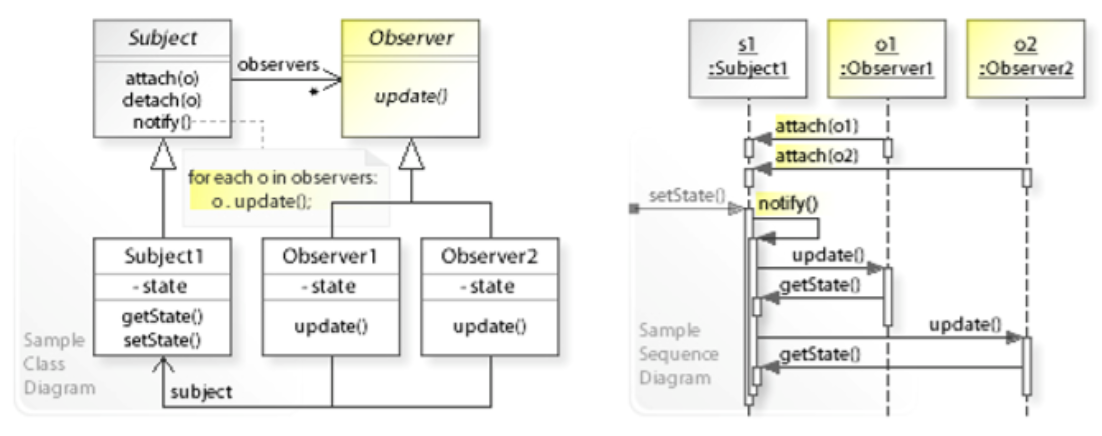 Subject
attach(o)
detach(o)
notify()
observers
*
Observer
update()
for each o in observers:
o . update();
Subject1
- state
getState()
setState()
Observer1
- state
update()
Observer2
- state
update()
subject
Sample
Class
Diagram
s1
:Subject1
o1
:Observer1
o2
:Observer2
attach(o1)
attach(o2)
setState()
notify()
update()
getState()
update()
getState()
Sample
Sequence
Diagram